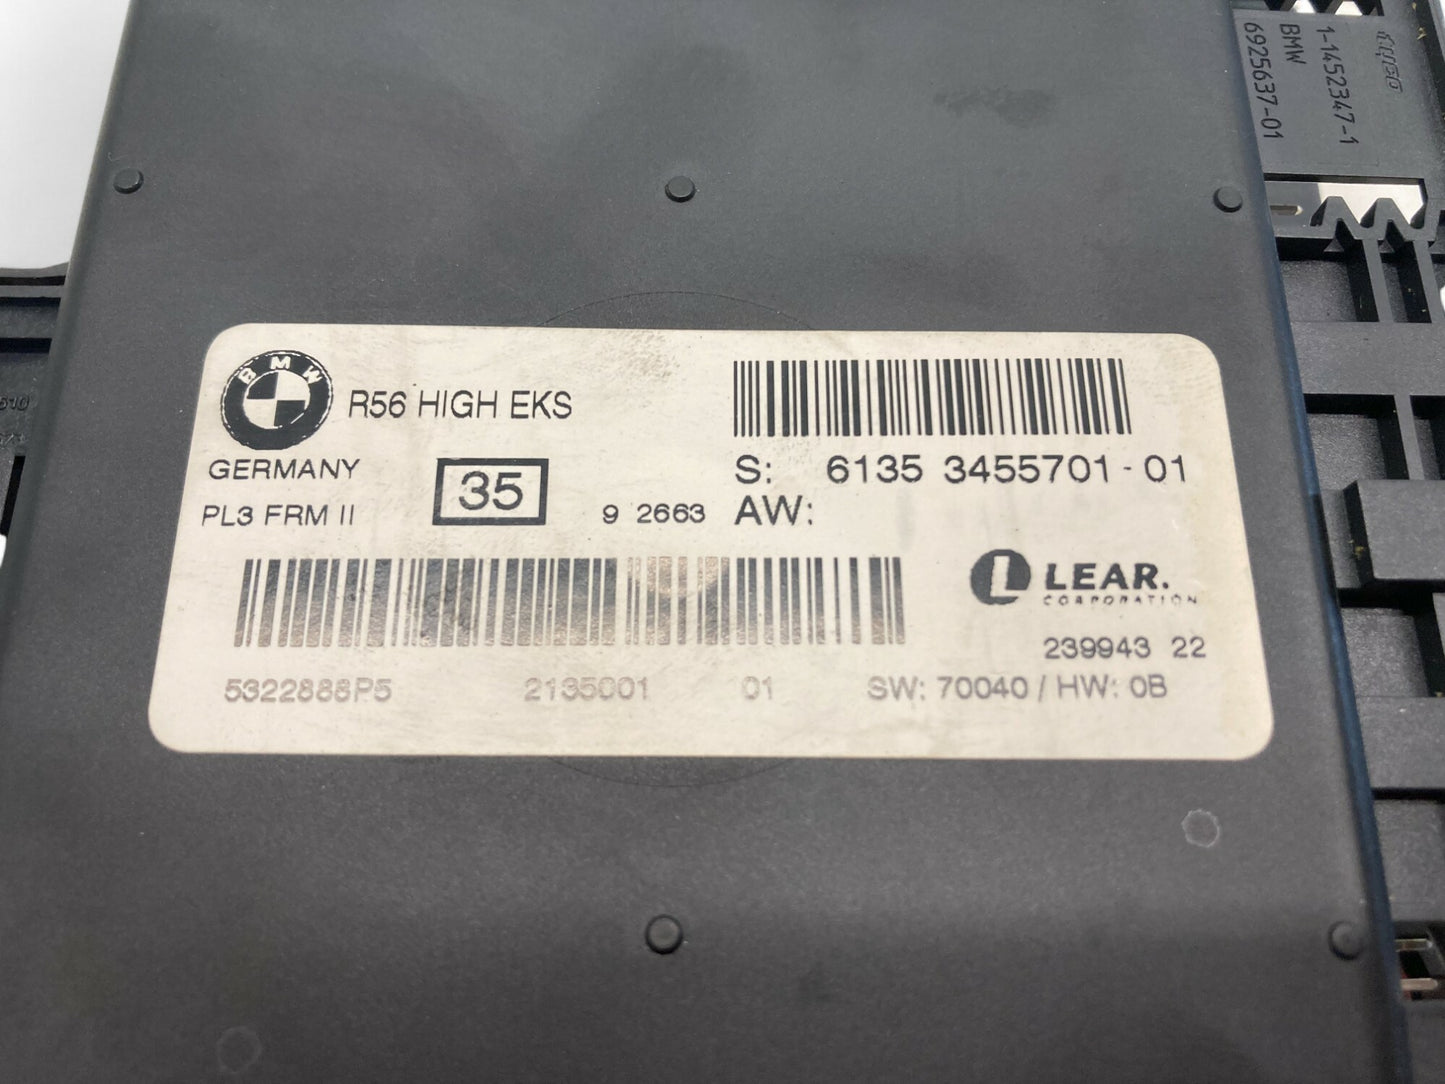 1-1452347-1
BMW
6925637-01
BMW
R56 HIGH EKS
GERMANY
PL3 FRM II
35
9 2663
S: 6135 3455701-01
AW:
LEAR.
CORPORATION
239943 22
5322888P5 2135001 01 SW: 70040 / HW: 0B